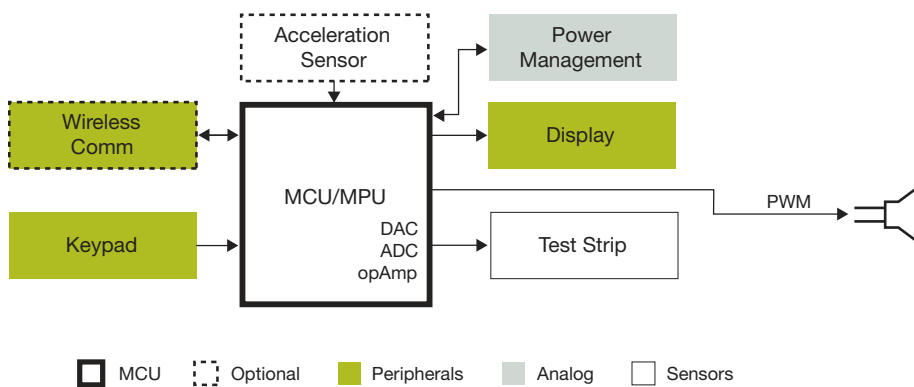 Acceleration
Sensor
Power
Management
Wireless
Comm
Display
MCU/MPU
PWM
DAC
ADC
opAmp
Keypad
Test Strip
MCU
Optional
Peripherals
Analog
Sensors